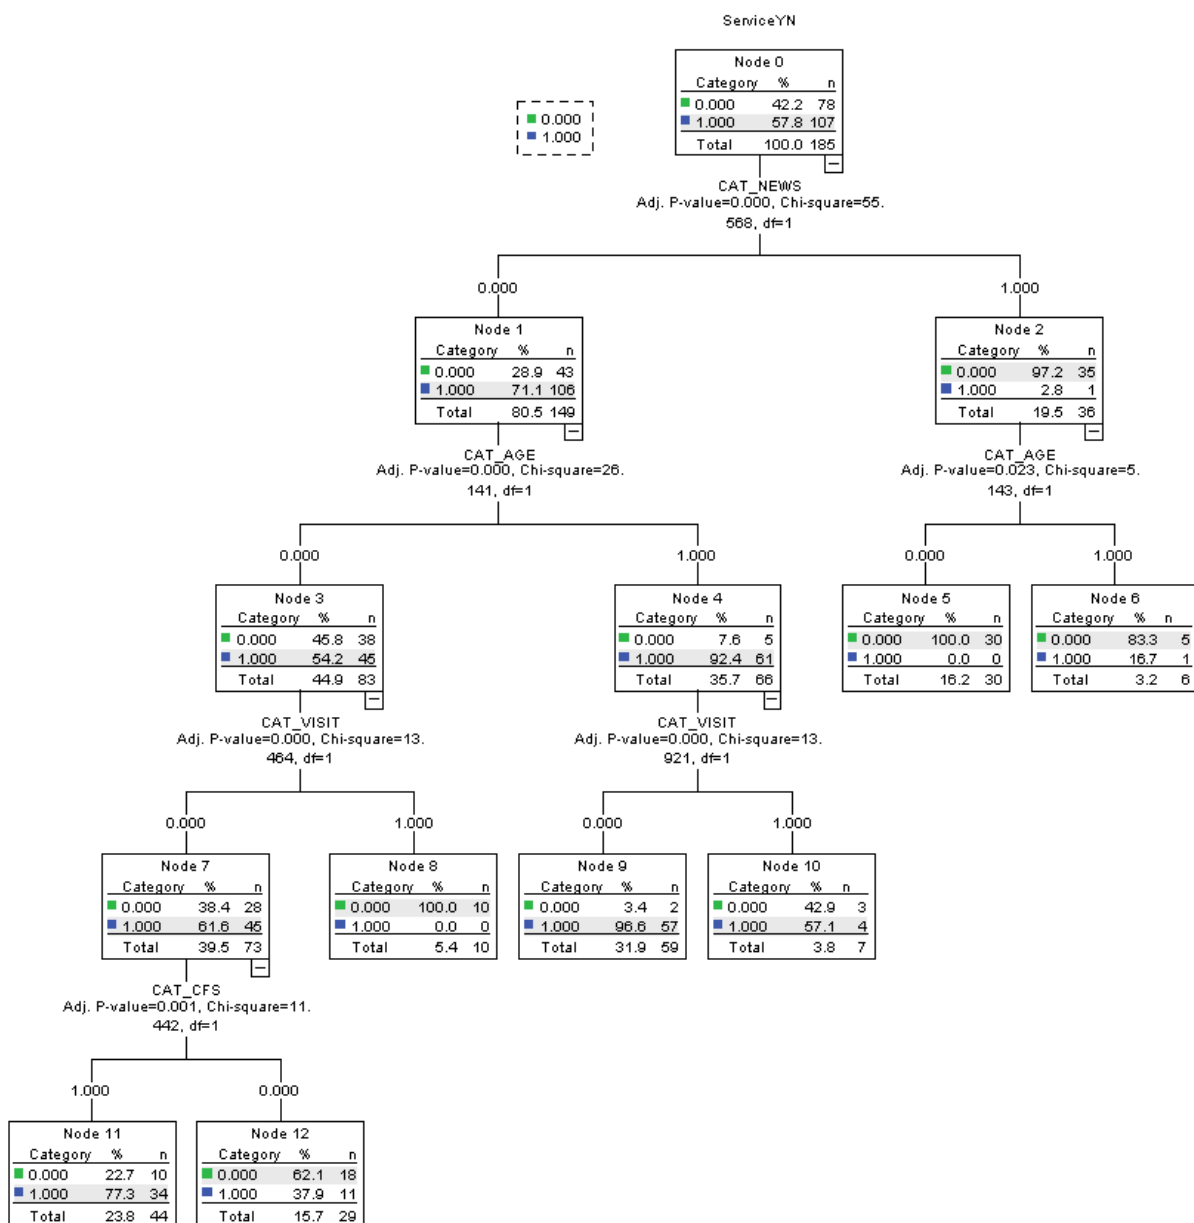 ServiceYN
0.000
1.000
Node 0
Category % n
0.000 42.2 78
1.000 57.8 107
Total 100.0 185
CAT_NEWS
Adj. P-value=0.000, Chi-square=55.
568, df=1
0.000
1.000
Node 1
Category % n
0.000 28.9 43
1.000 71.1 106
Total 80.5 149
Node 2
Category % n
0.000 97.2 35
1.000 2.8 1
Total 19.5 36
CAT_AGE
Adj. P-value=0.000, Chi-square=26.
141, df=1
CAT_AGE
Adj. P-value=0.023, Chi-square=5.
143, df=1
0.000
1.000
0.000
1.000
Node 3
Category % n
0.000 45.8 38
1.000 54.2 45
Total 44.9 83
Node 4
Category % n
0.000 7.6 5
1.000 92.4 61
Total 35.7 66
Node 5
Category % n
0.000 100.0 30
1.000 0.0 0
Total 16.2 30
Node 6
Category % n
0.000 83.3 5
1.000 16.7 1
Total 3.2 6
CAT_VISIT
Adj. P-value=0.000, Chi-square=13.
464, df=1
CAT_VISIT
Adj. P-value=0.000, Chi-square=13.
921, df=1
0.000
1.000
0.000
1.000
Node 7
Category % n
0.000 38.4 28
1.000 61.6 45
Total 39.5 73
Node 8
Category % n
0.000 100.0 10
1.000 0.0 0
Total 5.4 10
Node 9
Category % n
0.000 3.4 2
1.000 96.6 57
Total 31.9 59
Node 10
Category % n
0.000 42.9 3
1.000 57.1 4
Total 3.8 7
CAT_CFS
Adj. P-value=0.001, Chi-square=11.
442, df=1
1.000
0.000
Node 11
Category % n
0.000 22.7 10
1.000 77.3 34
Total 23.8 44
Node 12
Category % n
0.000 62.1 18
1.000 37.9 11
Total 15.7 29